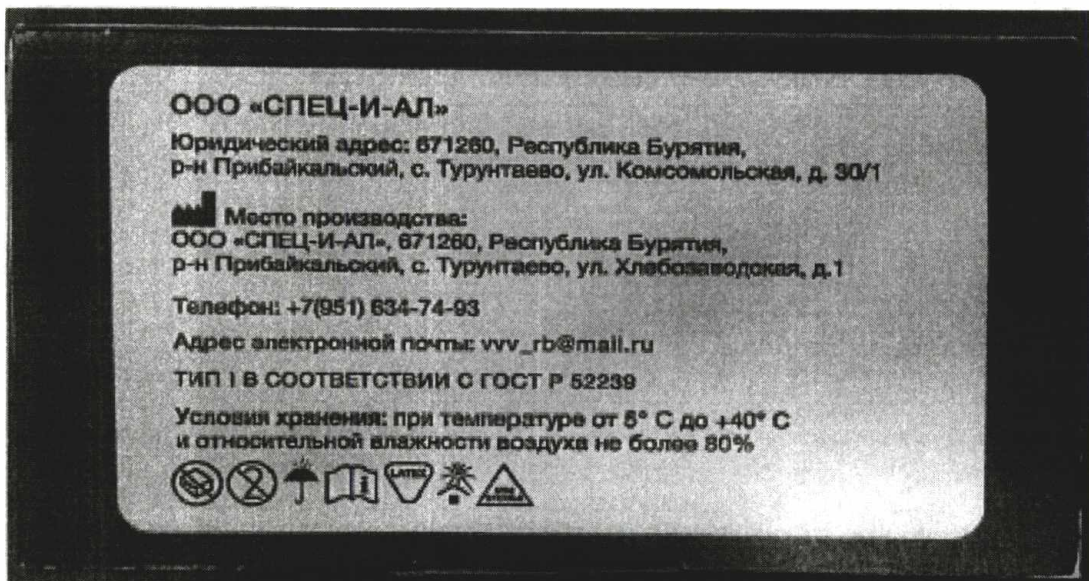 ООО «СПЕЦ-И-АЛ»
Юридический адрес: 671260, Республика Бурятия,
р-н Прибайкальский, с. Турунтаево, ул. Комсомольская, д. 30/1
Место производства:
ООО «СПЕЦ-И-АЛ», 671260, Республика Бурятия,
р-н Прибайкальский, с. Турунтаево, ул. Хлебозаводская, д.1
Телефон: +7(951) 634-74-93
Адрес электронной почты: vvv_rb@mail.ru
ТИП I В СООТВЕТСТВИИ С ГОСТ Р 52239
Условия хранения: при температуре от 5° С до +40° С
и относительной влажности воздуха не более 80%
LATEX